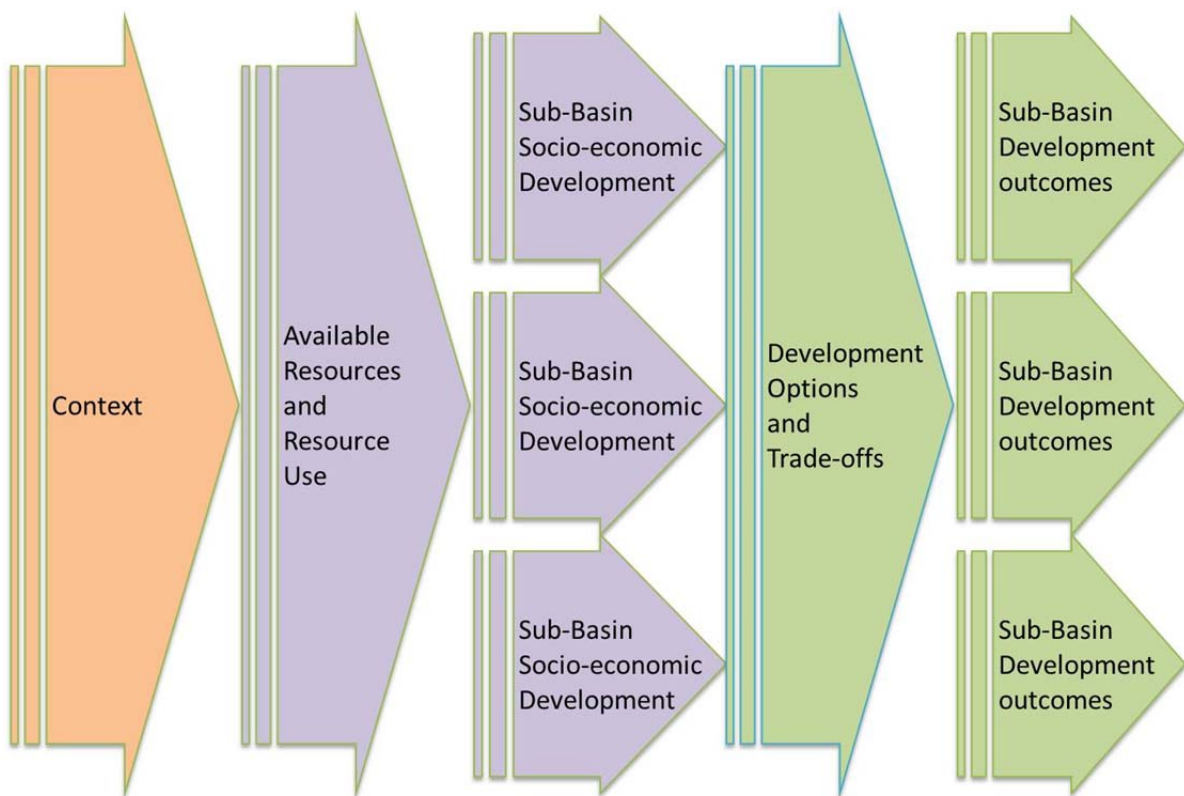 Context
Available
Resources
and
Resource
Use
Sub-Basin
Socio-economic
Development
Sub-Basin
Socio-economic
Development
Sub-Basin
Socio-economic
Development
Development
Options
and
Trade-offs
Sub-Basin
Development
outcomes
Sub-Basin
Development
outcomes
Sub-Basin
Development
outcomes